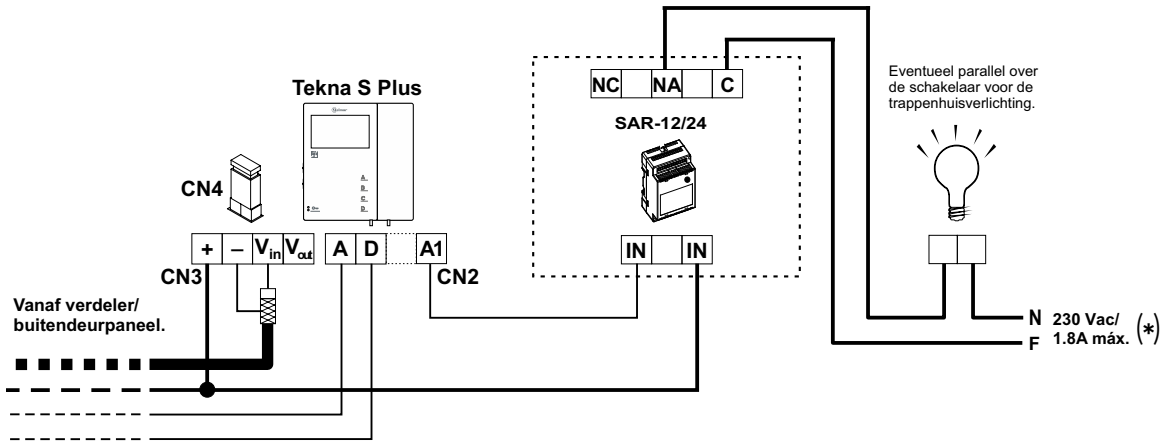 Tekna S Plus
CN4
A
B
C
D
+ − Vin Vout A D A1
CN3
CN2
Vanaf verdeler/
buitendeurpaneel.
NC NA C
SAR-12/24
IN IN
Eventueel parallel over
de schakelaar voor de
trappenhuisverlichting.
N
F
230 Vac/
1.8A máx.
(*)